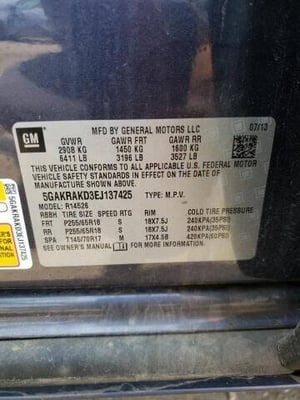 GM
MFD BY GENERAL MOTORS LLC
07/13
GVWR GAWR FRT GAWR RR
2908 KG 1450 KG 1600 KG
6411 LB 3196 LB 3527 LB
THIS VEHICLE CONFORMS TO ALL APPLICABLE U.S. FEDERAL MOTOR
VEHICLE SAFETY STANDARDS IN EFFECT ON THE DATE OF
MANUFACTURE SHOWN ABOVE.
5GAKRAKD3EJ137425 TYPE: M.P.V.
MODEL: R14526
TIRE SIZE SPEED RTG RIM COLD TIRE PRESSURE
FRT P255/65R18 S 18X7.5J 240KPA(35PSI)
RR P255/65R18 S 18X7.5J 240KPA(35PSI)
SPA T145/70R17 M 17X4.5B 420KPA(60PSI)
SEE OWNER'S MANUAL FOR MORE INFORMATION.
5GAKRAKD3EJ137425